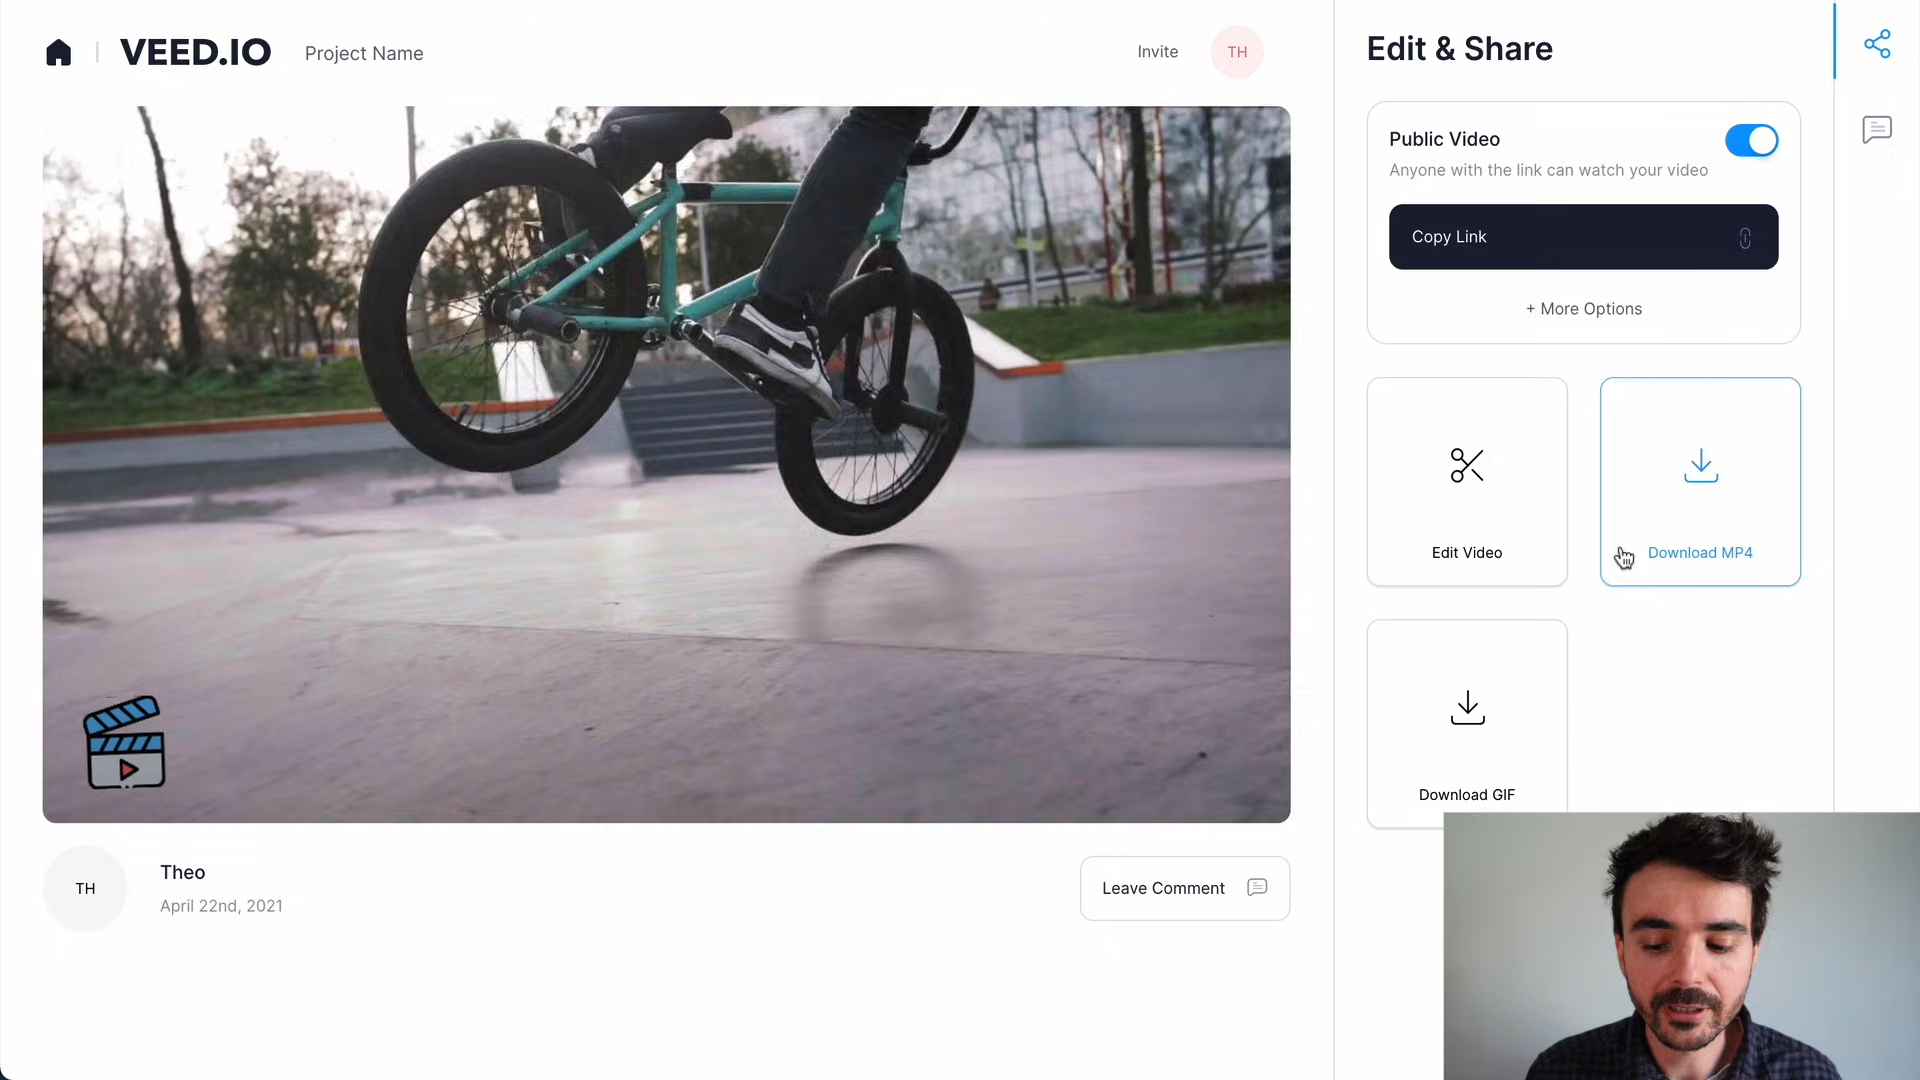 VEED.IO
Project Name
Invite
TH
Edit & Share
Public Video
Anyone with the link can watch your video
Copy Link
+ More Options
Edit Video
Download MP4
Download GIF
TH
Theo
April 22nd, 2021
Leave Comment